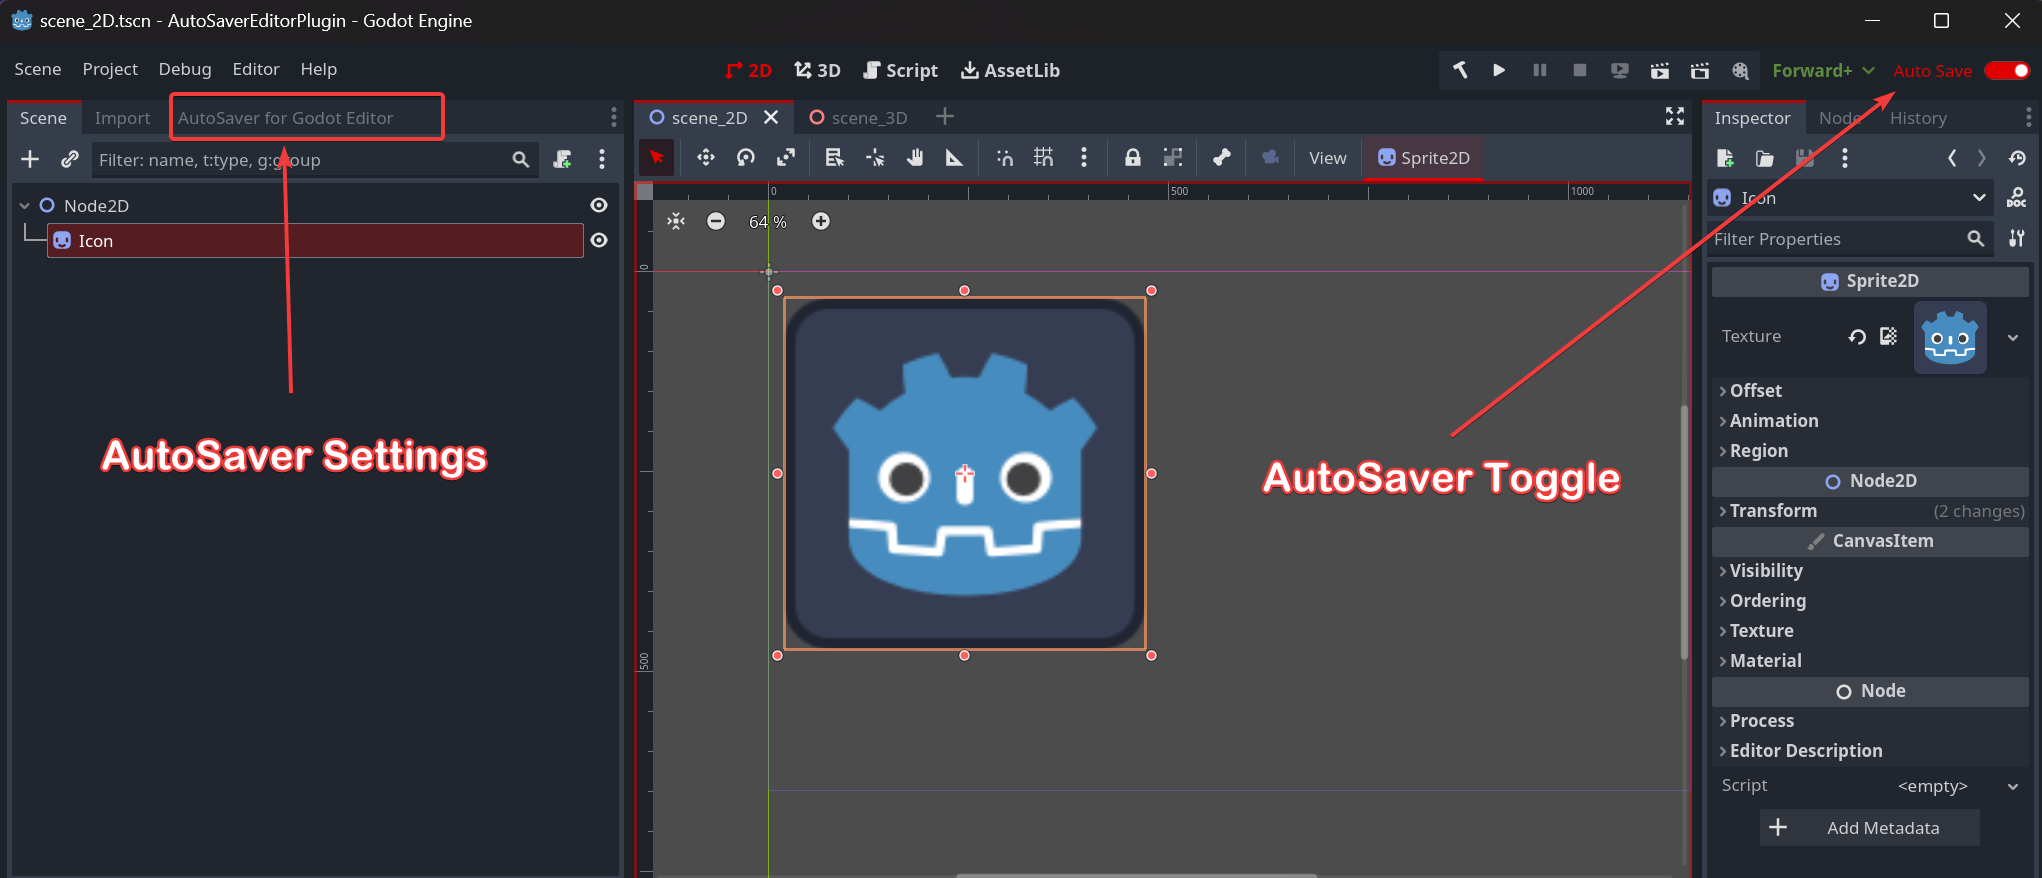 scene_2D.tscn - AutoSaverEditorPlugin - Godot Engine
Scene Project Debug Editor Help
2D 3D Script AssetLib
Forward+ Auto Save
Scene Import AutoSaver for Godot Editor
scene_2D scene_3D
Inspector Node History
Filter: name, t:type, g:group
View Sprite2D
0 500 1000
Node2D
Icon
64 %
0
500
AutoSaver Settings
AutoSaver Toggle
Icon
DOC
Filter Properties
Sprite2D
Texture
Offset
Animation
Region
Node2D
Transform (2 changes)
CanvasItem
Visibility
Ordering
Texture
Material
Node
Process
Editor Description
Script <empty>
Add Metadata